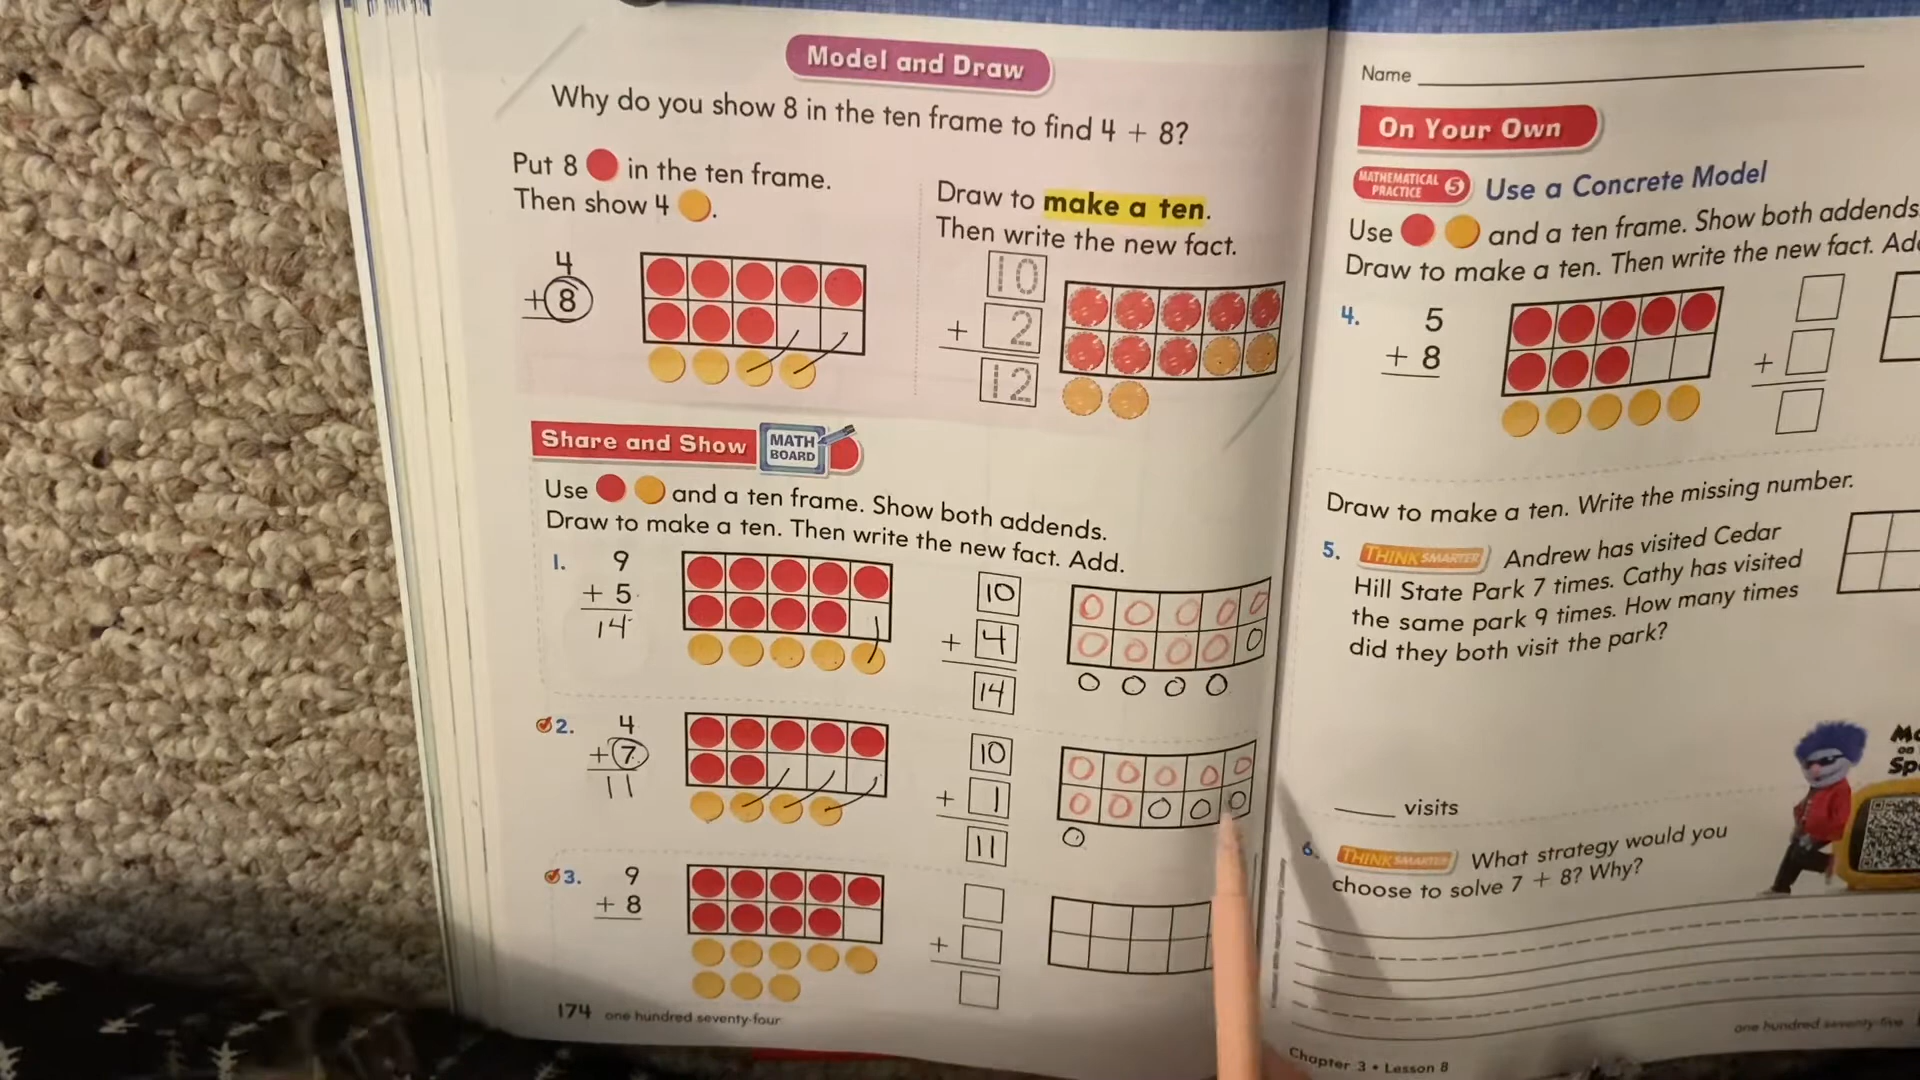 Model and Draw
Why do you show 8 in the ten frame to find 4 + 8?
Put 8 in the ten frame.
Then show 4 .
4
+ 8
Draw to make a ten.
Then write the new fact.
10
+ 2
12
Share and Show
MATH
BOARD
Use and a ten frame. Show both addends.
Draw to make a ten. Then write the new fact. Add.
1.
9
+ 5
14
10
+ 4
14
2.
4
+ 7
11
10
+ 1
11
3.
9
+ 8
+
174 one hundred seventy-four
Name
On Your Own
MATHEMATICAL
PRACTICE 5
Use a Concrete Model
Use and a ten frame. Show both addends
Draw to make a ten. Then write the new fact.
4.
5
+ 8
+
Draw to make a ten. Write the missing number.
5. THINK SMARTER Andrew has visited Cedar
Hill State Park 7 times. Cathy has visited
the same park 9 times. How many times
did they both visit the park?
visits
6. THINK SMARTER What strategy would you
choose to solve 7 + 8? Why?
on
Chapter 3 • Lesson 8
one hundred seventy-five